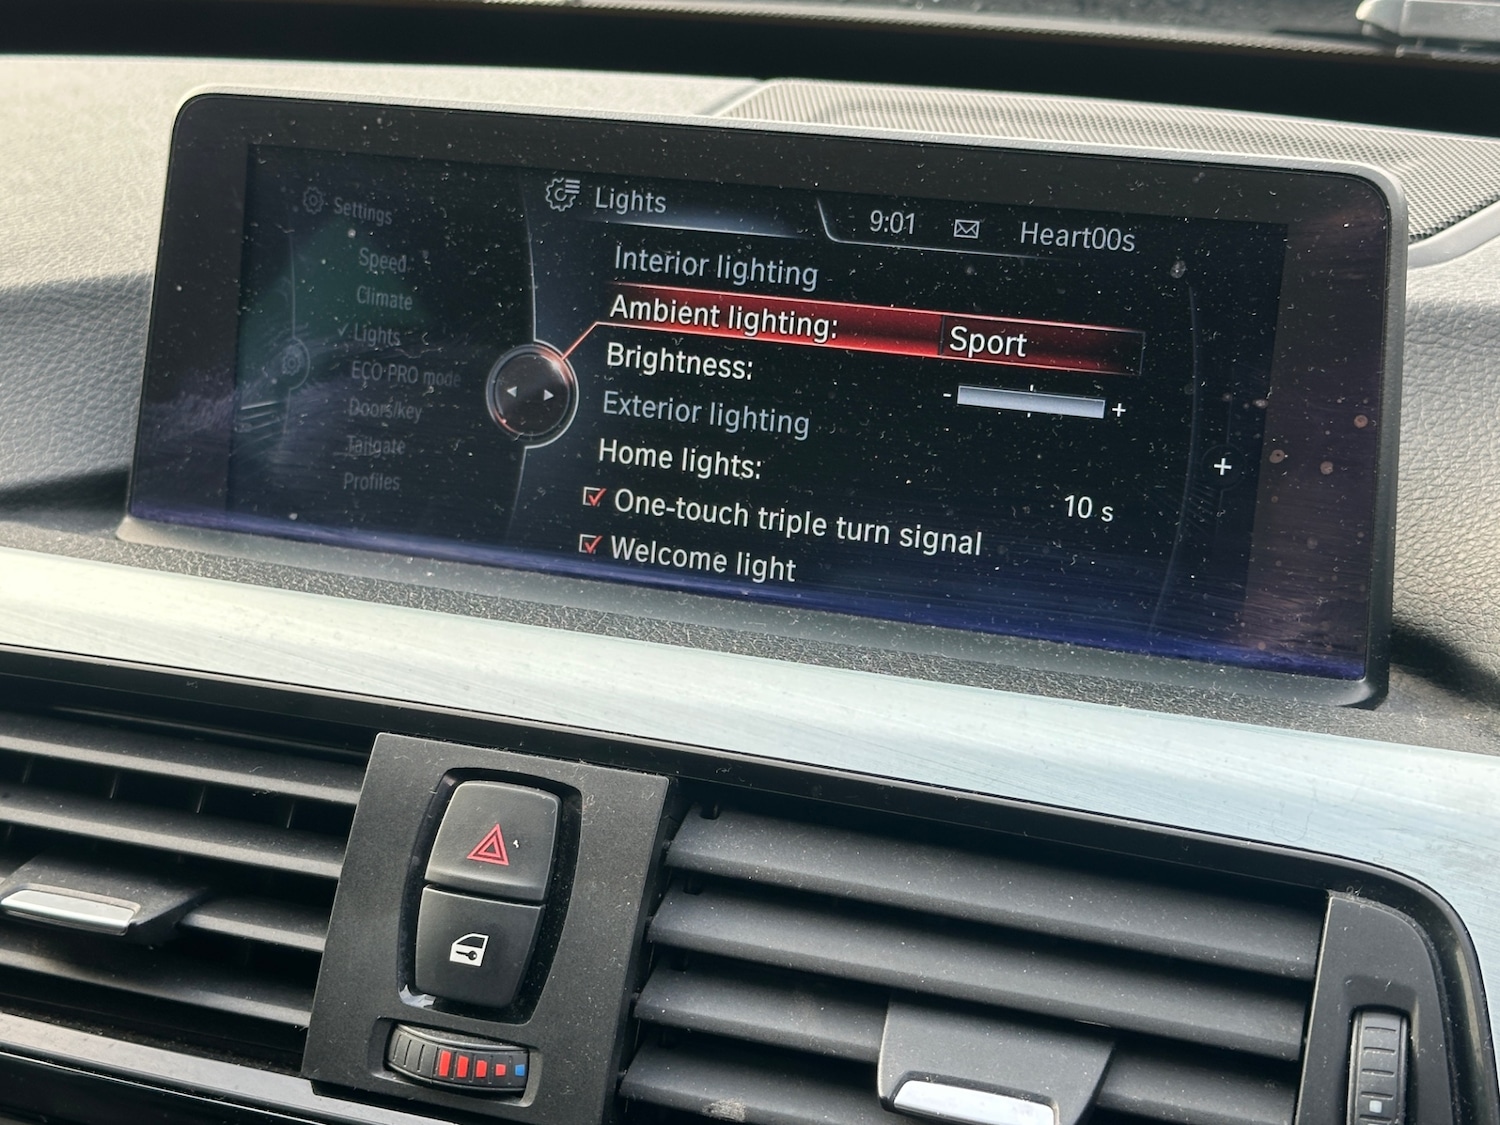 Settings
Speed
Climate
Lights
ECO PRO mode
Doors/key
Tailgate
Profiles
Lights
9:01
Heart00s
Interior lighting
Ambient lighting: Sport
Brightness: - +
Exterior lighting
Home lights: 10 s
One-touch triple turn signal
Welcome light
+